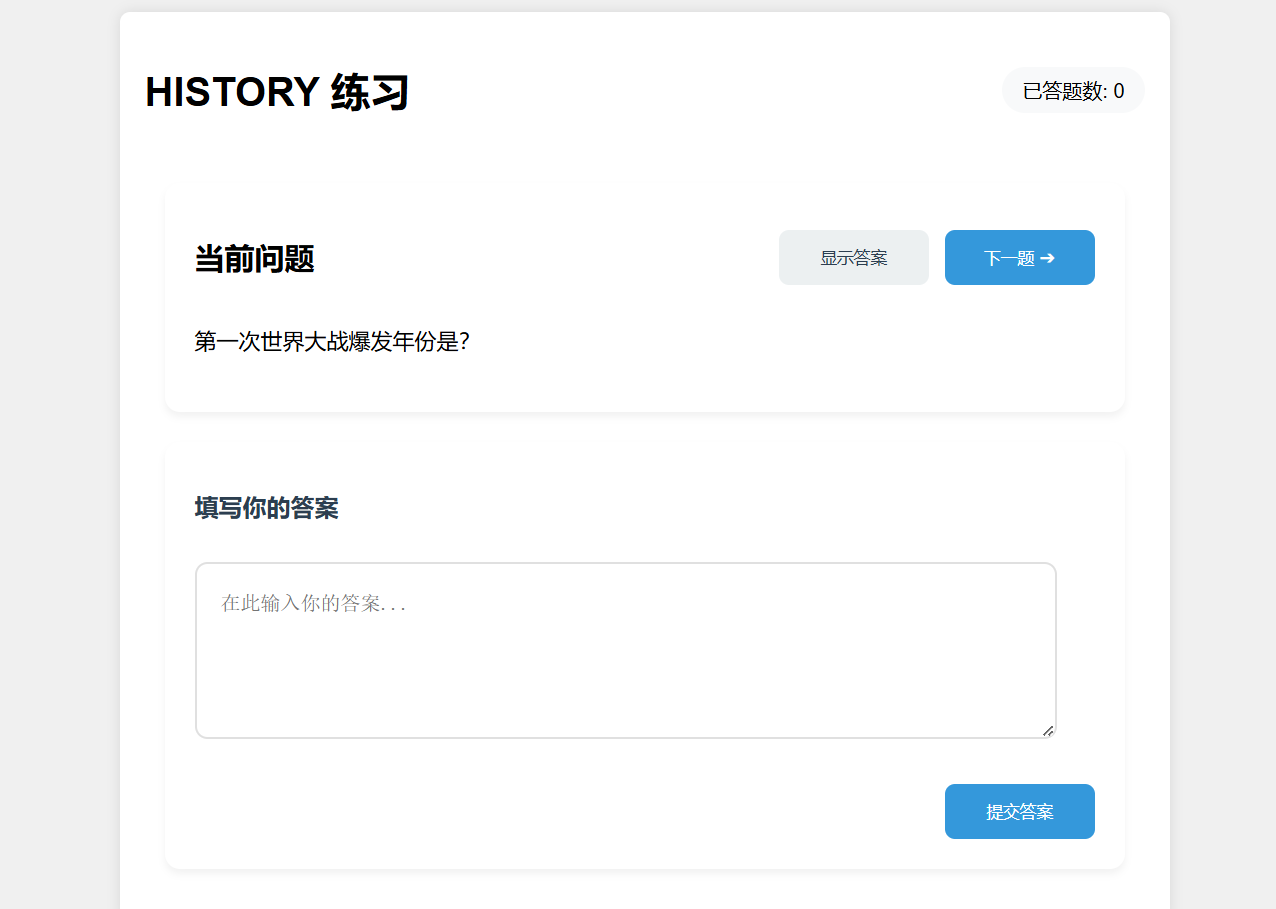 HISTORY 练习
已答题数: 0
当前问题
显示答案
下一题 ➔
第一次世界大战爆发年份是？
填写你的答案
在此输入你的答案...
提交答案